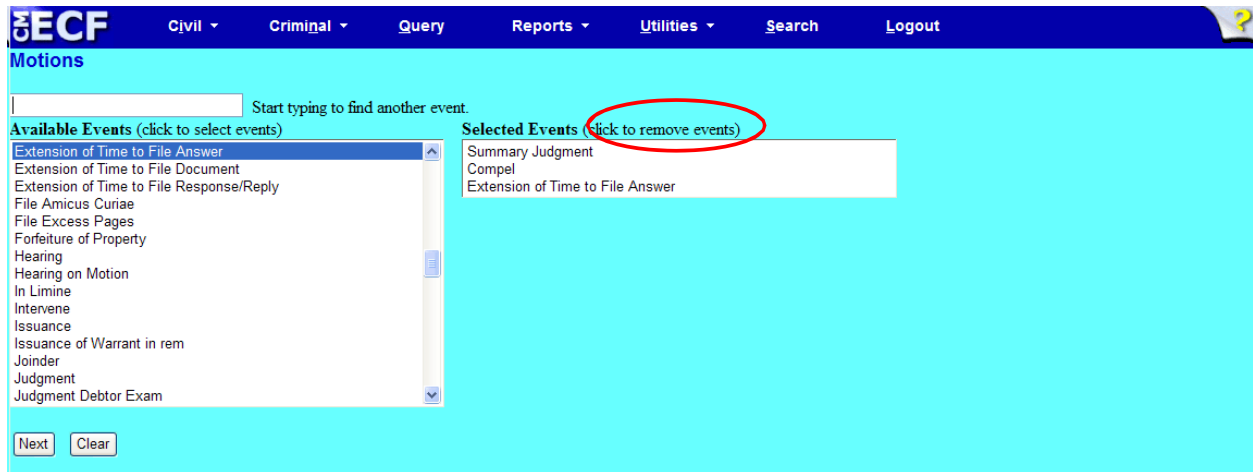 CM ECF Civil Criminal Query Reports Utilities Search Logout ?
Motions
Start typing to find another event.
Available Events (click to select events) Selected Events (click to remove events)
Extension of Time to File Answer
Extension of Time to File Document
Extension of Time to File Response/Reply
File Amicus Curiae
File Excess Pages
Forfeiture of Property
Hearing
Hearing on Motion
In Limine
Intervene
Issuance
Issuance of Warrant in rem
Joinder
Judgment
Judgment Debtor Exam
Summary Judgment
Compel
Extension of Time to File Answer
Next Clear